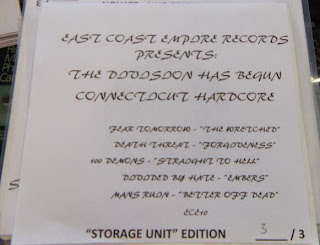 EAST COAST EMPIRE RECORDS
PRESENTS:
THE DIVISION HAS BEGUN
CONNECTICUT HARDCORE
FEAR TOMORROW - "THE WRETCHED"
DEATH THREAT - "FORGIVENESS"
100 DEMONS - "STRAIGHT TO HELL"
DIVIDED BY HATE - "EMBERS"
MANS RUIN - "BETTER OFF DEAD"
ECE10
"STORAGE UNIT" EDITION 3 / 3